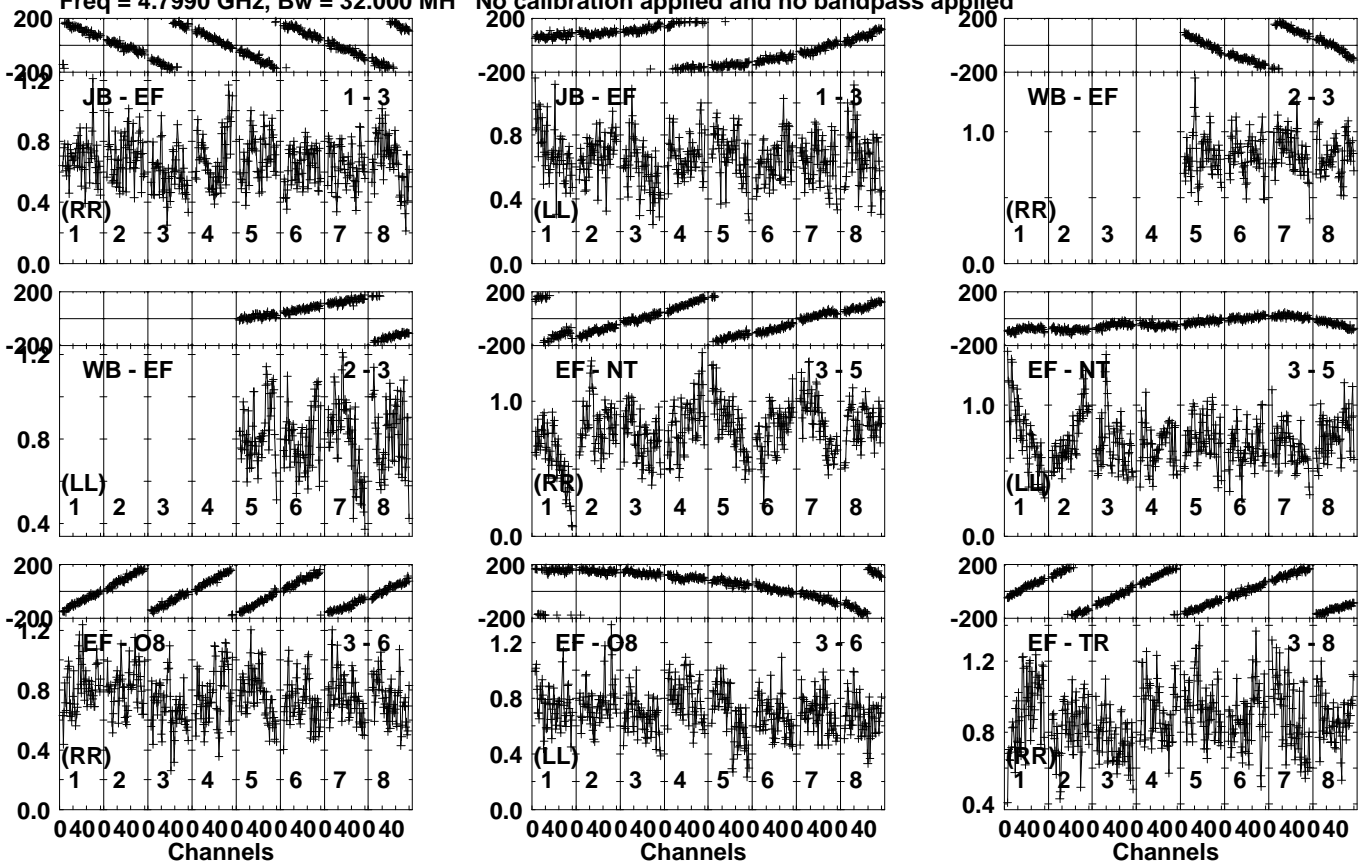 Freq = 4.7990 GHz, Bw = 32.000 MH No calibration applied and no bandpass applied
200 200 200
-200 -200 -200
1.2 JB - EF 1 - 3 JB - EF 1 - 3 WB - EF 2 - 3
0.8 0.8 1.0
0.4 0.4
(RR) (LL) (RR)
1 2 3 4 5 6 7 8 1 2 3 4 5 6 7 8 1 2 3 4 5 6 7 8
0.0 0.0 0.0
200 200 200
-200 -200 -200
1.2 WB - EF 2 - 3 EF - NT 3 - 5 EF - NT 3 - 5
1.0 1.0
0.8
(LL) (RR) (LL)
1 2 3 4 5 6 7 8 1 2 3 4 5 6 7 8 1 2 3 4 5 6 7 8
0.4 0.0 0.0
200 200 200
-200 -200 -200
1.2 EF - O8 3 - 6 1.2 EF - O8 3 - 6 1.2 EF - TR 3 - 8
0.8 0.8 0.8
0.4 0.4
(RR) (LL) (RR)
1 2 3 4 5 6 7 8 1 2 3 4 5 6 7 8 1 2 3 4 5 6 7 8
0.0 0.0 0.4
0 40 0 40 0 40 0 40 0 40 0 40 0 40 0 40 0 40 0 40 0 40 0 40 0 40 0 40 0 40 0 40 0 40 0 40 0 40 0 40 0 40 0 40 0 40 0 40
Channels Channels Channels